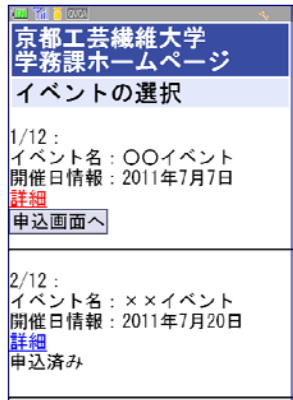 京都工芸繊維大学
学務課ホームページ
イベントの選択
1/12：
イベント名：〇〇イベント
開催日情報：2011年7月7日
詳細
申込画面へ
2/12：
イベント名：××イベント
開催日情報：2011年7月20日
詳細
申込済み